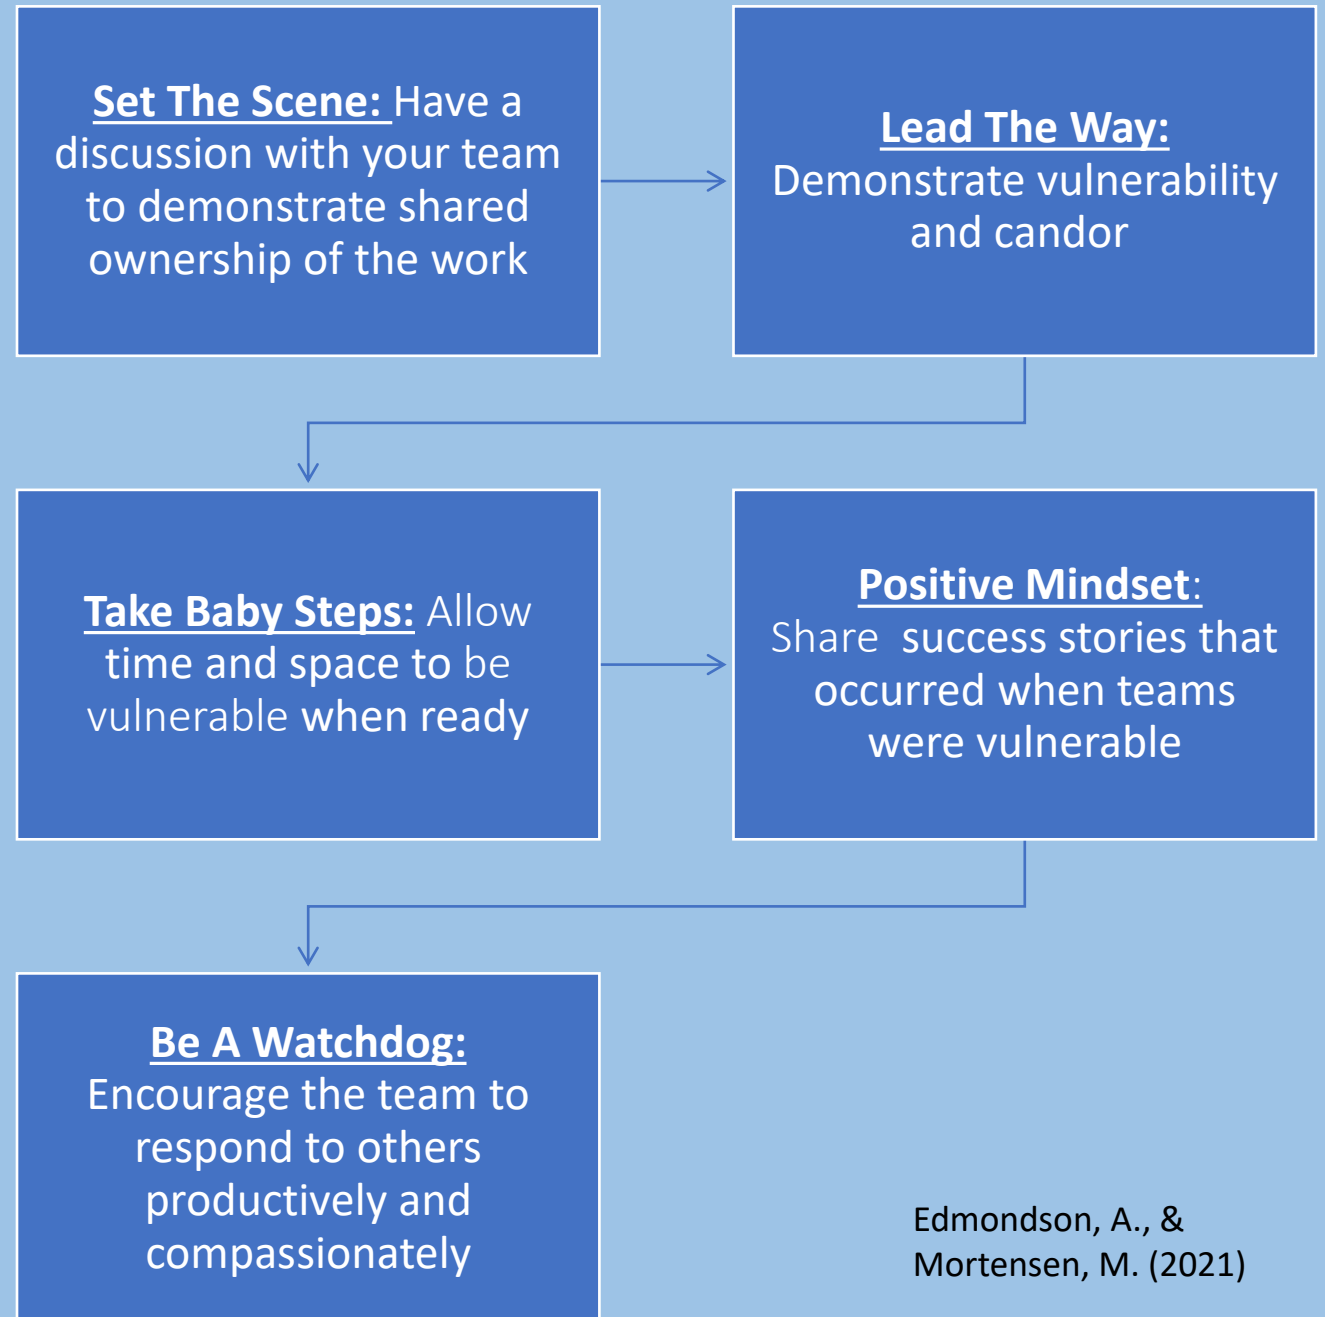 Set The Scene: Have a
discussion with your team
to demonstrate shared
ownership of the work
Lead The Way:
Demonstrate vulnerability
and candor
Take Baby Steps: Allow
time and space to be
vulnerable when ready
Positive Mindset:
Share  success stories that
occurred when teams
were vulnerable
Be A Watchdog:
Encourage the team to
respond to others
productively and
compassionately
Edmondson, A., &
Mortensen, M. (2021)